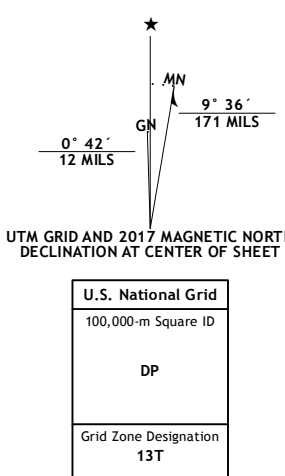 ★
MN
GN
9° 36´
171 MILS
0° 42´
12 MILS
UTM GRID AND 2017 MAGNETIC NORT
DECLINATION AT CENTER OF SHEET
U.S. National Grid
100,000-m Square ID
DP
Grid Zone Designation
13T